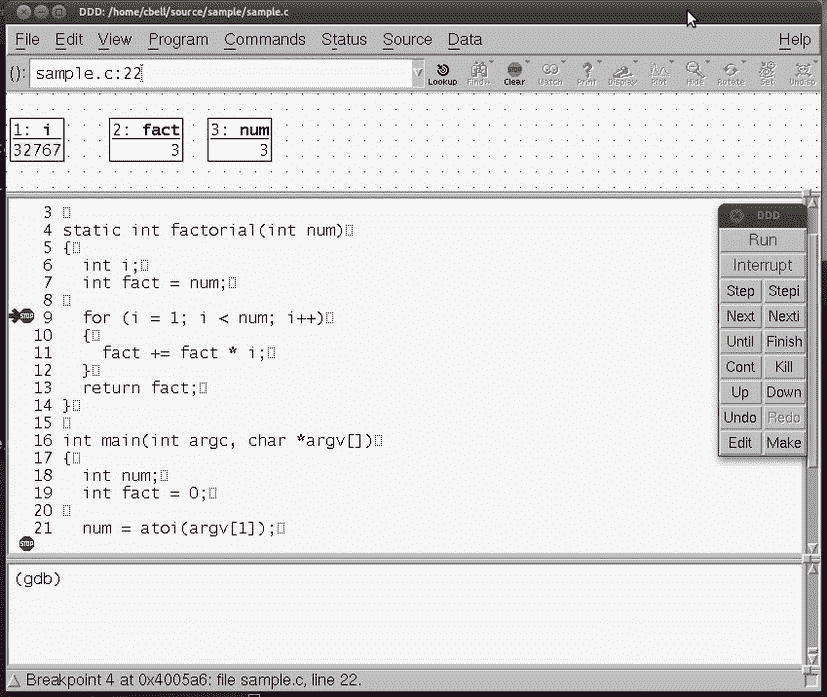 DDD: /home/cbell/source/sample/sample.c
File Edit View Program Commands Status Source Data Help
(): sample.c:22 Lookup Find» Clear Watch Print Display Plot Hide Rotate Set Undisp
1: i 2: fact 3: num
32767 3 3
3
4 static int factorial(int num)
5 {
6 int i;
7 int fact = num;
8
STOP 9 for (i = 1; i < num; i++)
10 {
11 fact += fact * i;
12 }
13 return fact;
14 }
15
16 int main(int argc, char *argv[])
17 {
18 int num;
19 int fact = 0;
20
21 num = atoi(argv[1]);
STOP
DDD
Run
Interrupt
Step Stepi
Next Nexti
Until Finish
Cont Kill
Up Down
Undo Redo
Edit Make
(gdb)
Breakpoint 4 at 0x4005a6: file sample.c, line 22.